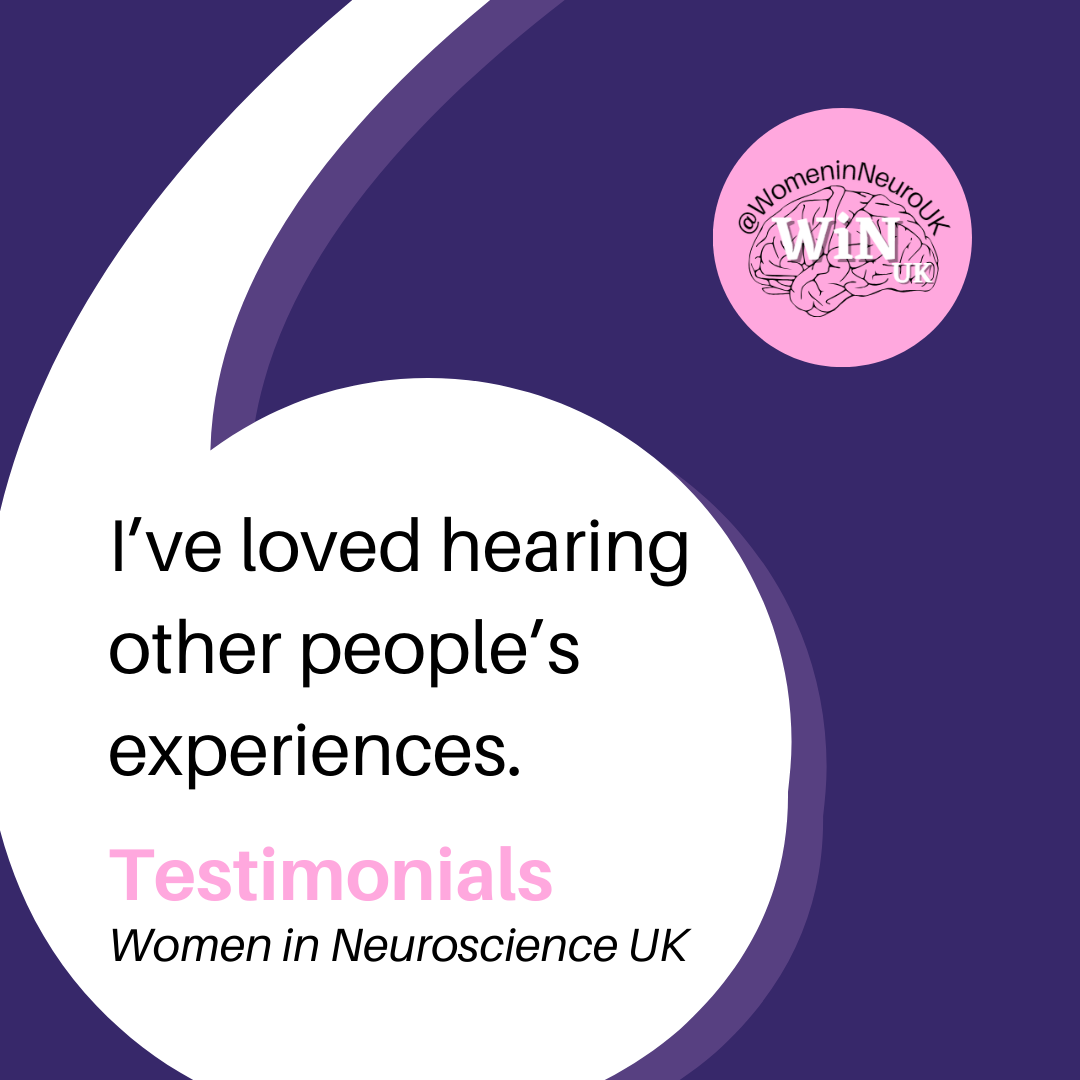 @WomeninNeuroUK
WiN
UK
I’ve loved hearing
other people’s
experiences.
Testimonials
Women in Neuroscience UK